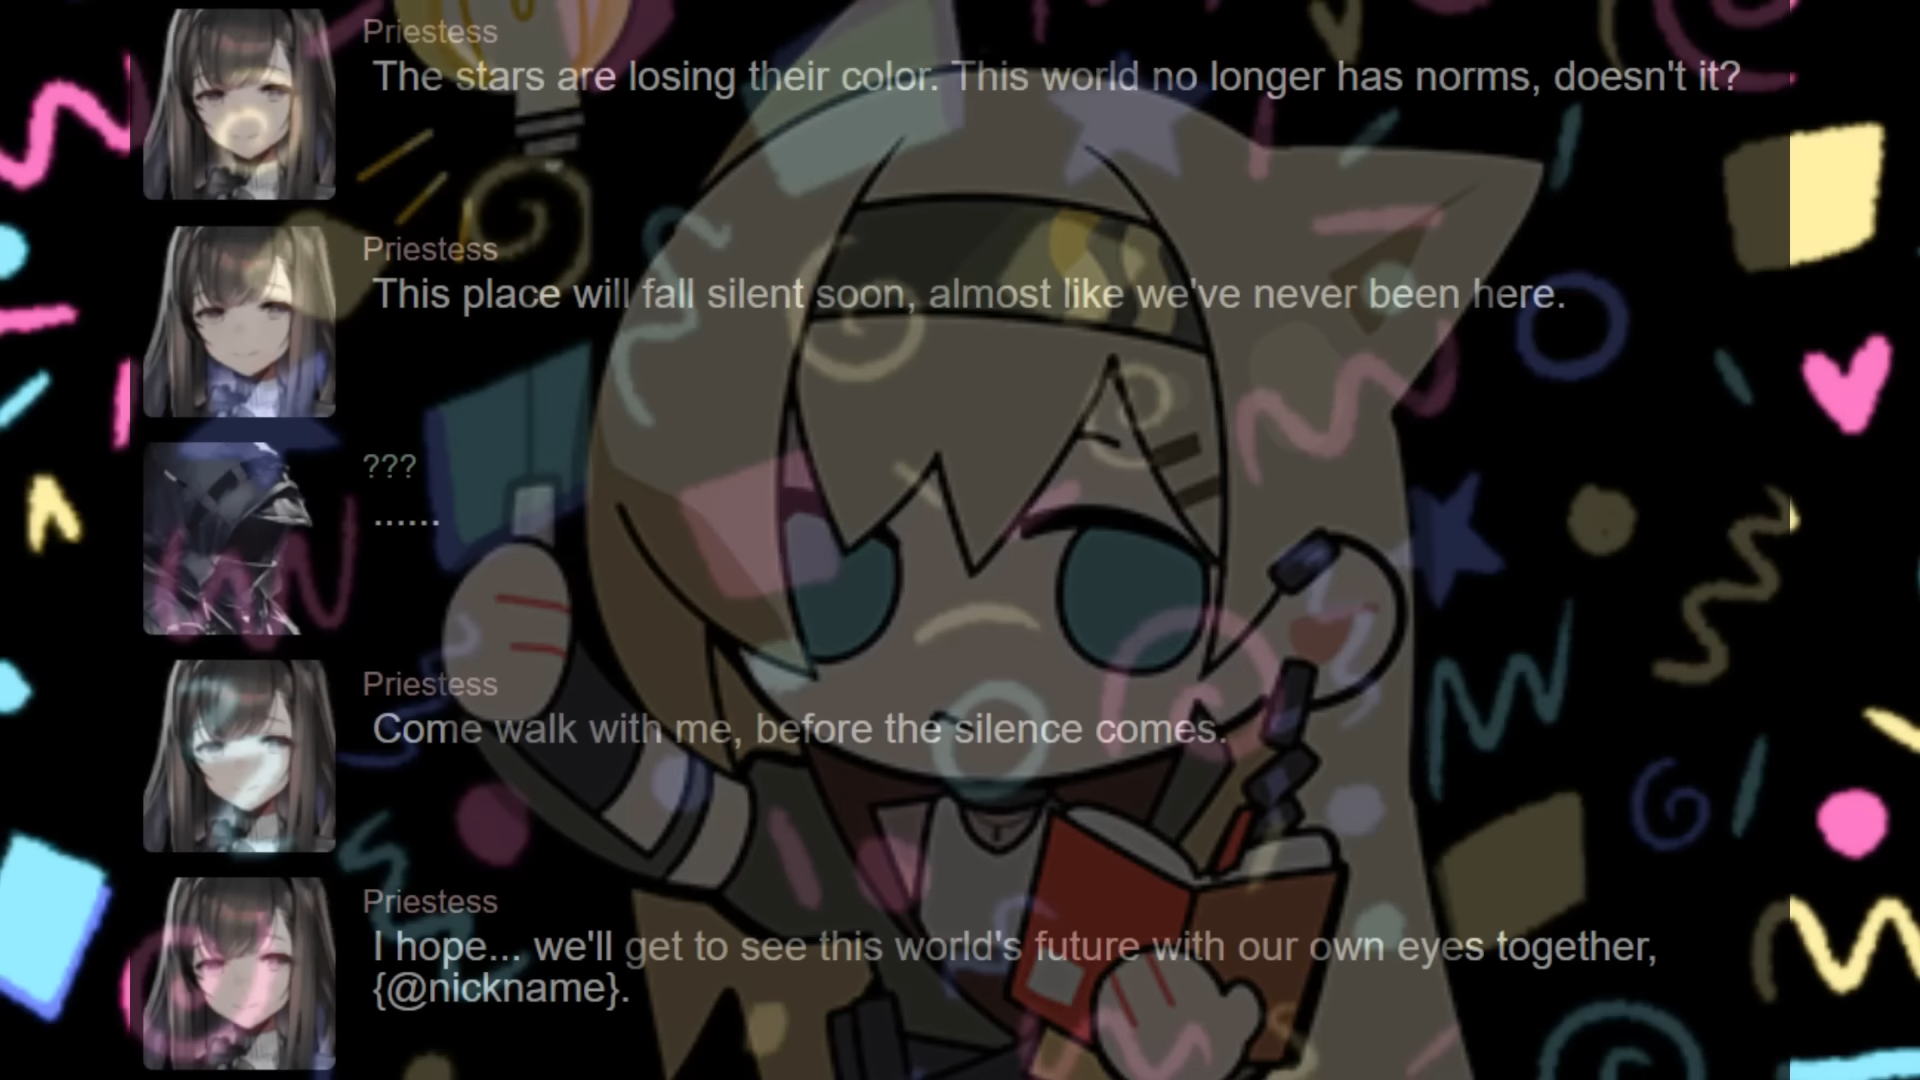 Priestess
The stars are losing their color. This world no longer has norms, doesn't it?
Priestess
This place will fall silent soon, almost like we've never been here.
???
......
Priestess
Come walk with me, before the silence comes.
Priestess
I hope... we'll get to see this world's future with our own eyes together,
{@nickname}.